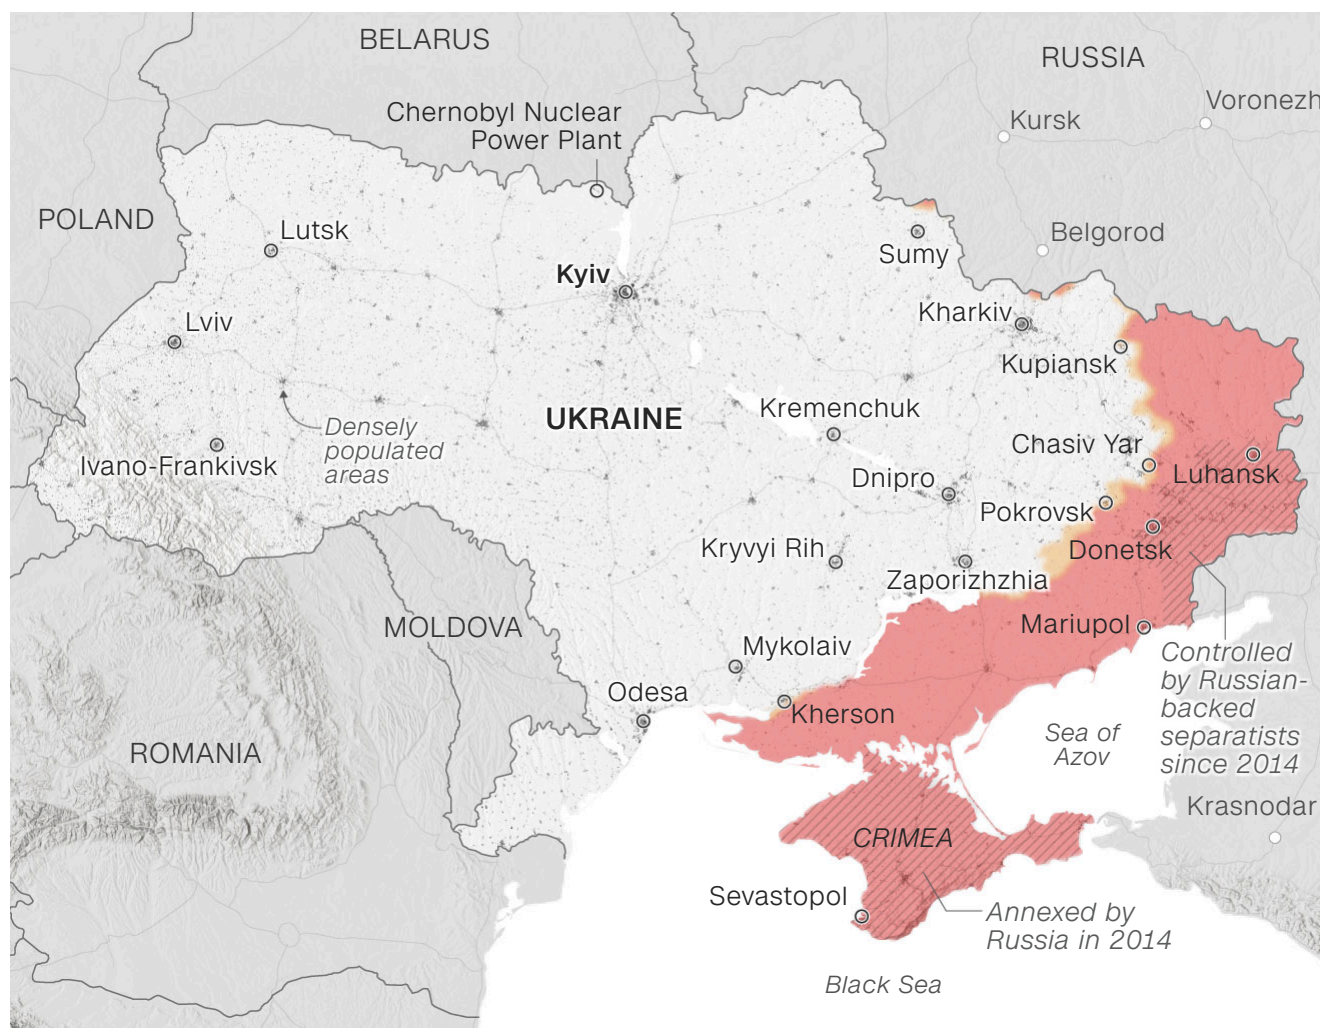 BELARUS
RUSSIA
Chernobyl Nuclear
Power Plant
Voronezh
Kursk
POLAND
Lutsk
Sumy
Belgorod
Kyiv
Lviv
Kharkiv
Kupiansk
UKRAINE
Kremenchuk
Densely
populated
areas
Ivano-Frankivsk
Chasiv Yar
Luhansk
Dnipro
Pokrovsk
Donetsk
Kryvyi Rih
Zaporizhzhia
MOLDOVA
Mariupol
Mykolaiv
Controlled
by Russian-
backed
separatists
since 2014
Odesa
Kherson
ROMANIA
Sea of
Azov
Krasnodar
CRIMEA
Sevastopol
Annexed by
Russia in 2014
Black Sea